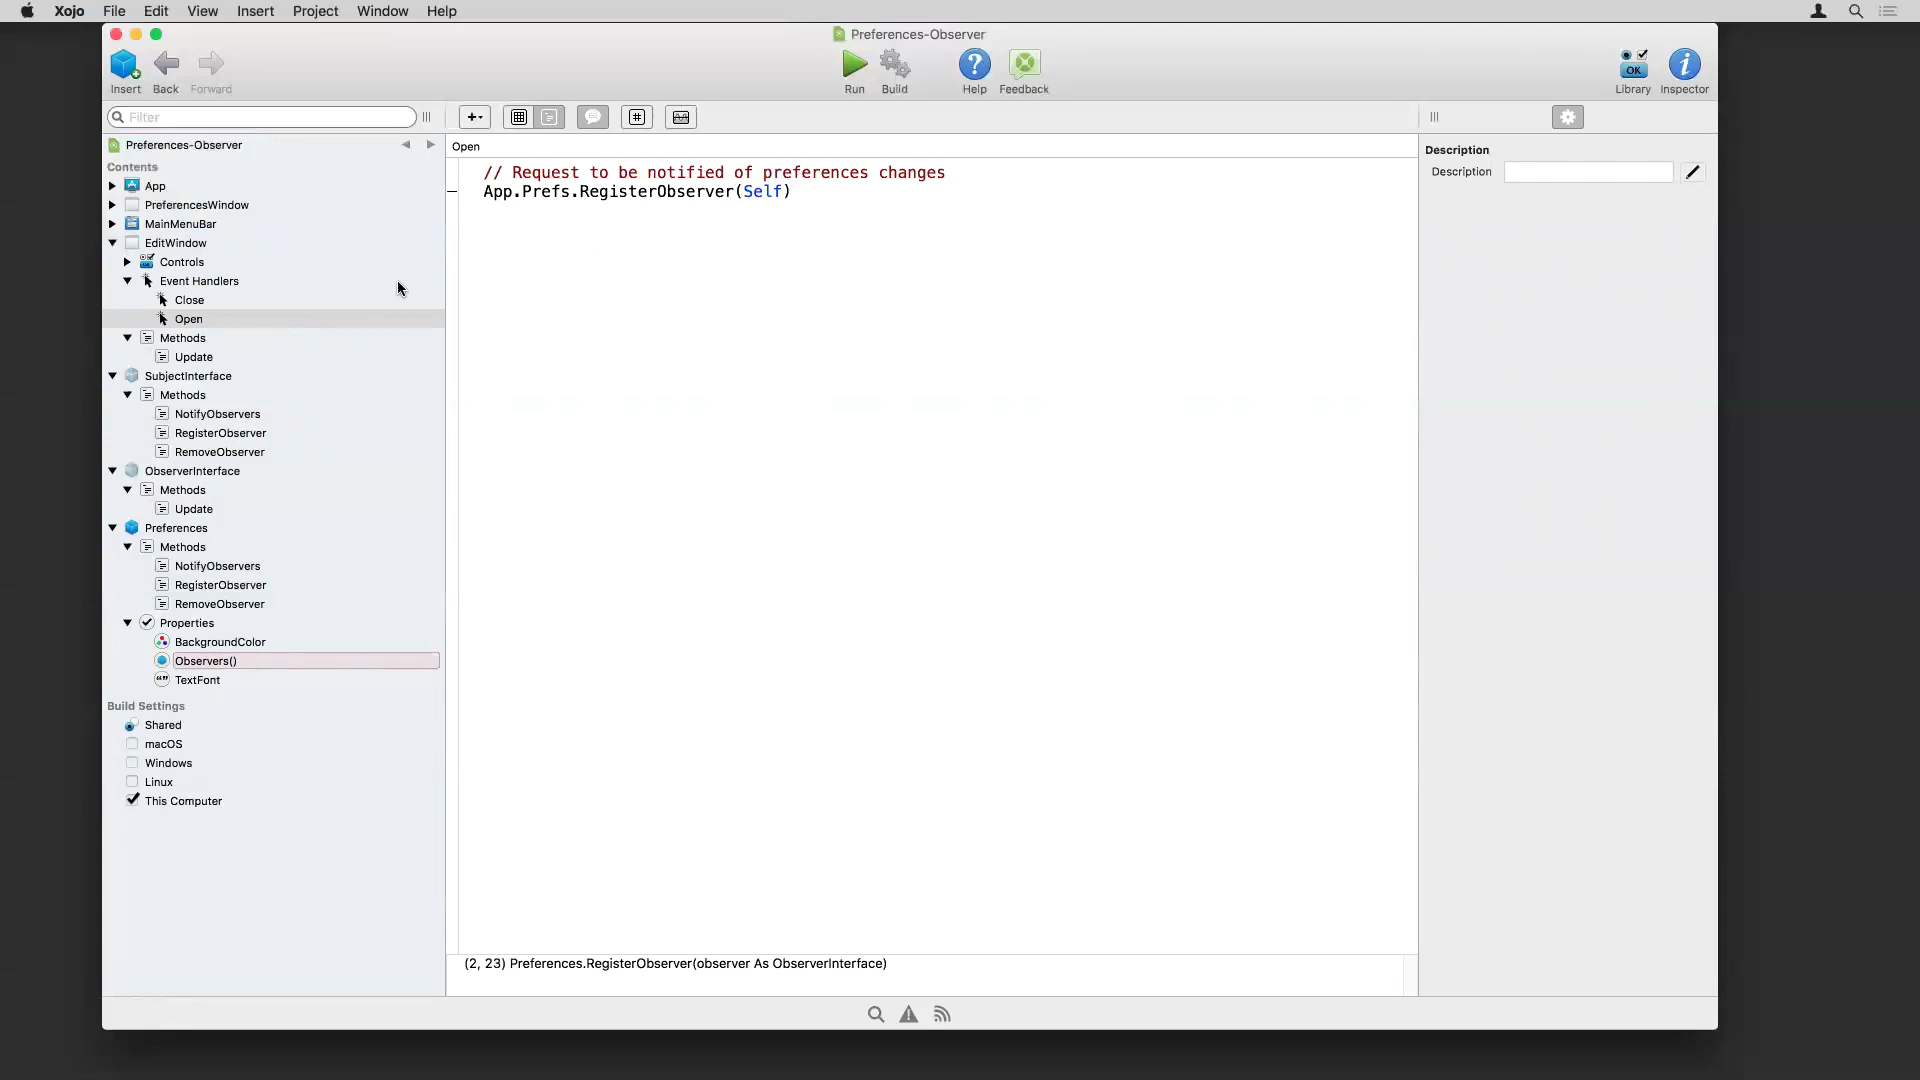 Xojo File Edit View Insert Project Window Help
Preferences-Observer
Insert Back Forward Run Build Help Feedback OK Library Inspector
Filter
Preferences-Observer
Contents
App
PreferencesWindow
MainMenuBar
EditWindow
Controls
Event Handlers
Close
Open
Methods
Update
SubjectInterface
Methods
NotifyObservers
RegisterObserver
RemoveObserver
ObserverInterface
Methods
Update
Preferences
Methods
NotifyObservers
RegisterObserver
RemoveObserver
Properties
BackgroundColor
Observers()
TextFont
Build Settings
Shared
macOS
Windows
Linux
This Computer
Open
// Request to be notified of preferences changes
App.Prefs.RegisterObserver(Self)
(2, 23) Preferences.RegisterObserver(observer As ObserverInterface)
Description
Description